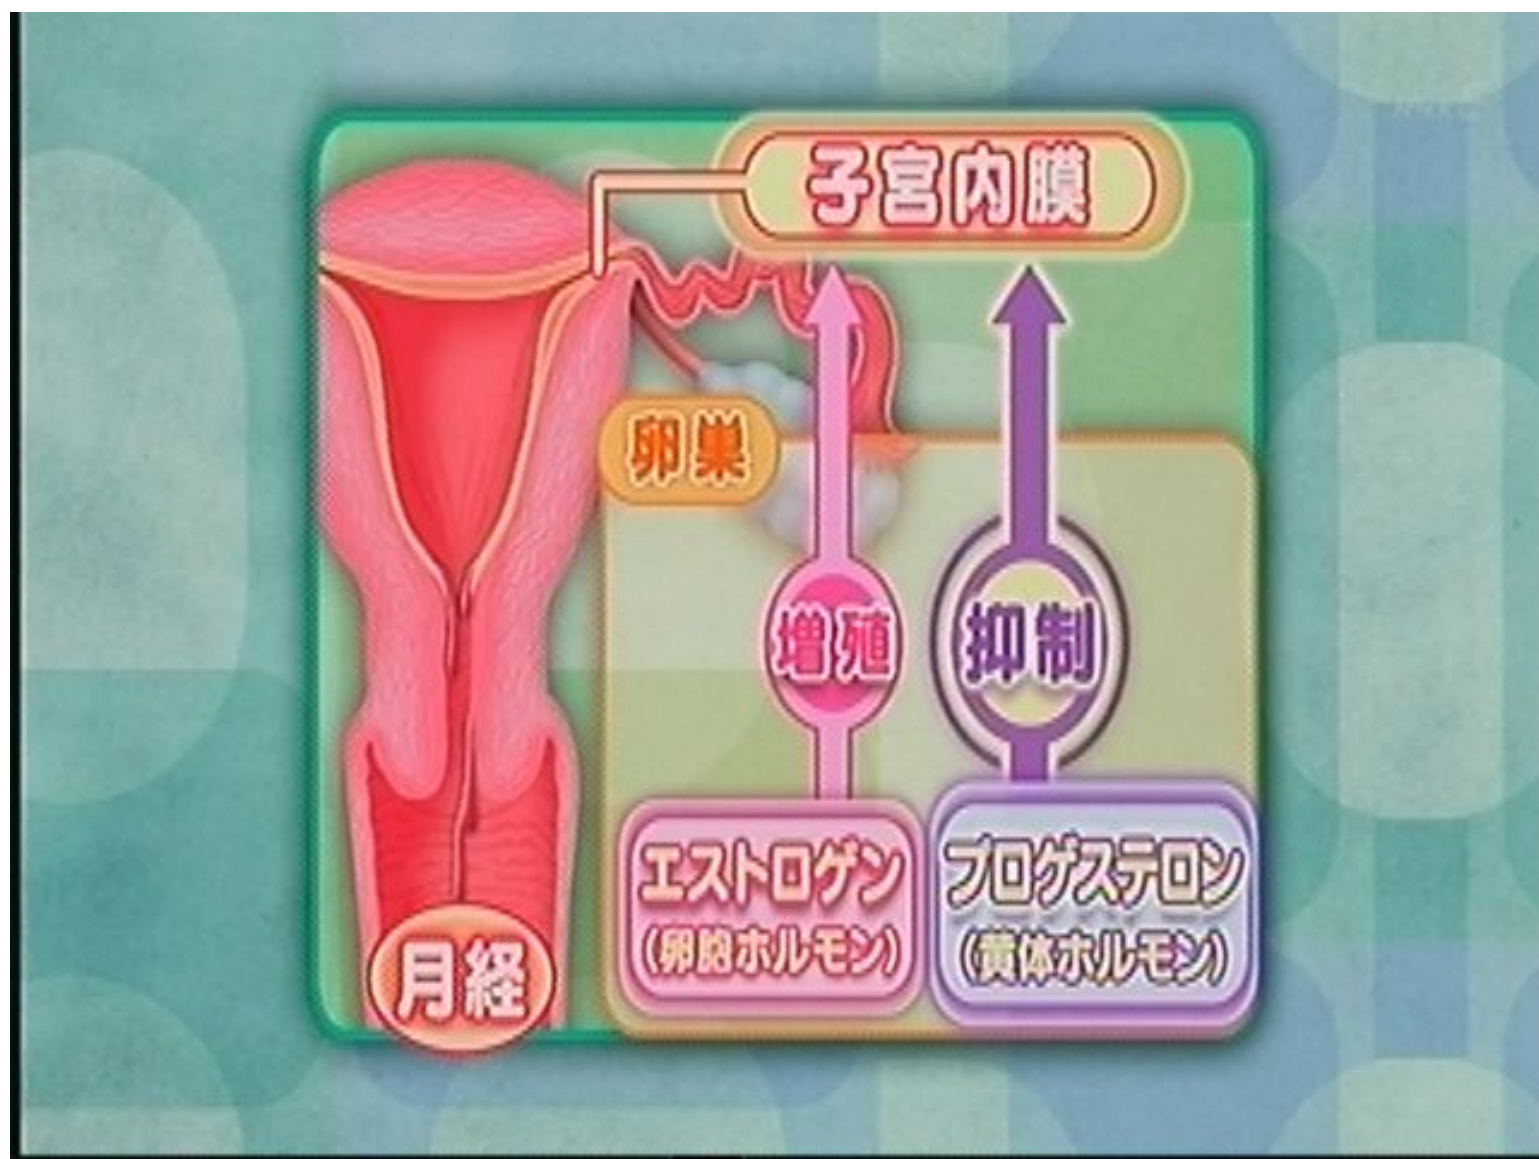 子宮内膜
卵巣
増殖
抑制
エストロゲン
(卵胞ホルモン)
プロゲステロン
(黄体ホルモン)
月経